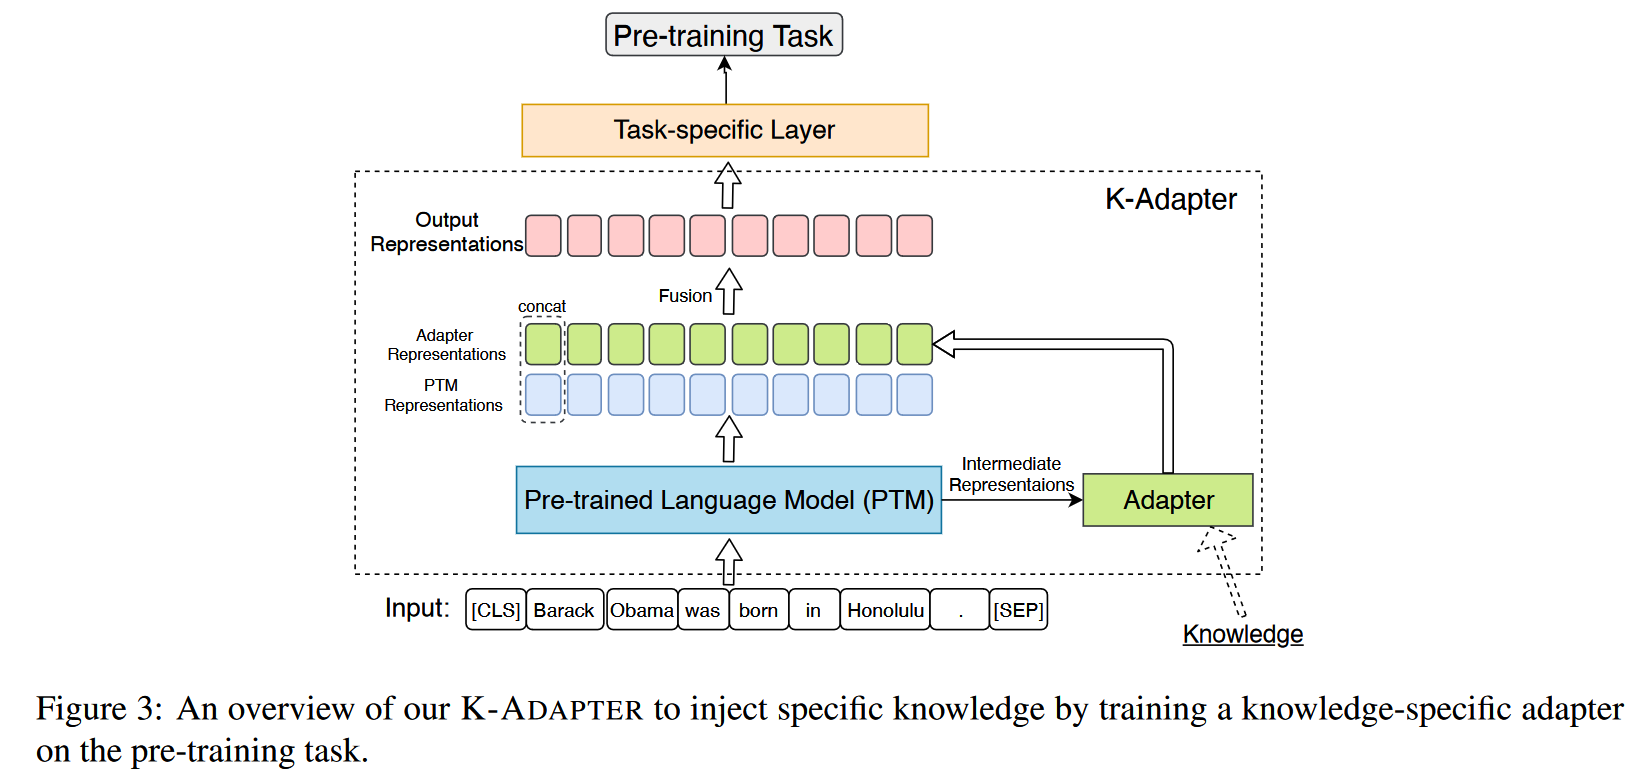 Pre-training Task
Task-specific Layer
K-Adapter
Output
Representations
Fusion
concat
Adapter
Representations
PTM
Representations
Pre-trained Language Model (PTM)
Intermediate
Representaions
Adapter
Input: [CLS] Barack Obama was born in Honolulu . [SEP]
Knowledge
Figure 3: An overview of our K-ADAPTER to inject specific knowledge by training a knowledge-specific adapter
on the pre-training task.